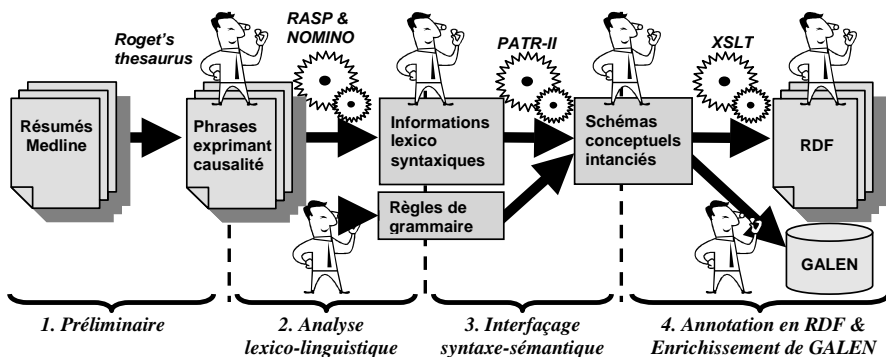 Roget's
thesaurus
RASP &
NOMINO
PATR-II
XSLT
Résumés
Medline
Phrases
exprimant
causalité
Informations
lexico
syntaxiques
Schémas
conceptuels
intanciés
RDF
Règles de
grammaire
GALEN
1. Préliminaire
2. Analyse
lexico-linguistique
3. Interfaçage
syntaxe-sémantique
4. Annotation en RDF &
Enrichissement de GALEN